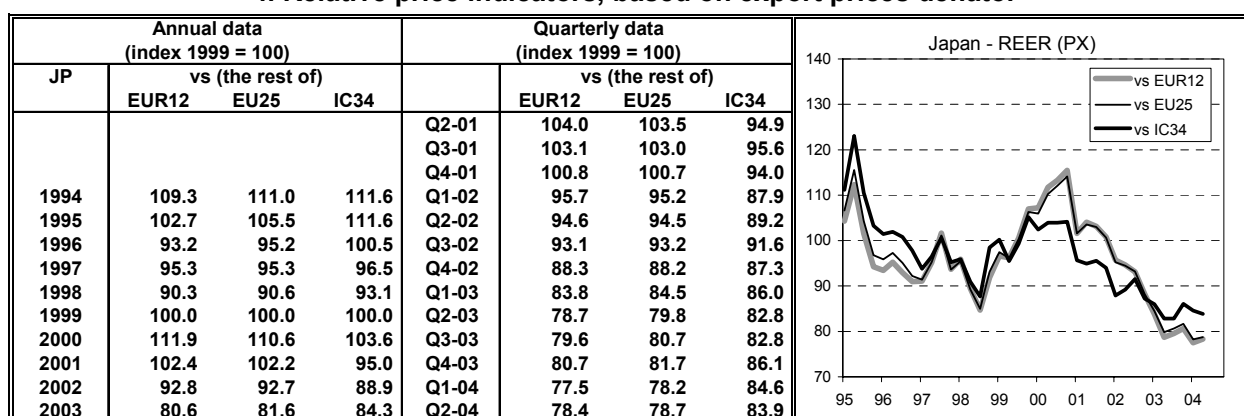 Annual data Quarterly data
(index 1999 = 100) (index 1999 = 100)
JP vs (the rest of) vs (the rest of)
EUR12 EU25 IC34 EUR12 EU25 IC34
Q2-01 104.0 103.5 94.9
Q3-01 103.1 103.0 95.6
Q4-01 100.8 100.7 94.0
1994 109.3 111.0 111.6 Q1-02 95.7 95.2 87.9
1995 102.7 105.5 111.6 Q2-02 94.6 94.5 89.2
1996 93.2 95.2 100.5 Q3-02 93.1 93.2 91.6
1997 95.3 95.3 96.5 Q4-02 88.3 88.2 87.3
1998 90.3 90.6 93.1 Q1-03 83.8 84.5 86.0
1999 100.0 100.0 100.0 Q2-03 78.7 79.8 82.8
2000 111.9 110.6 103.6 Q3-03 79.6 80.7 82.8
2001 102.4 102.2 95.0 Q4-03 80.7 81.7 86.1
2002 92.8 92.7 88.9 Q1-04 77.5 78.2 84.6
2003 80.6 81.6 84.3 Q2-04 78.4 78.7 83.9
Japan - REER (PX)
140
130
120
110
100
90
80
70
vs EUR12
vs EU25
vs IC34
95 96 97 98 99 00 01 02 03 04